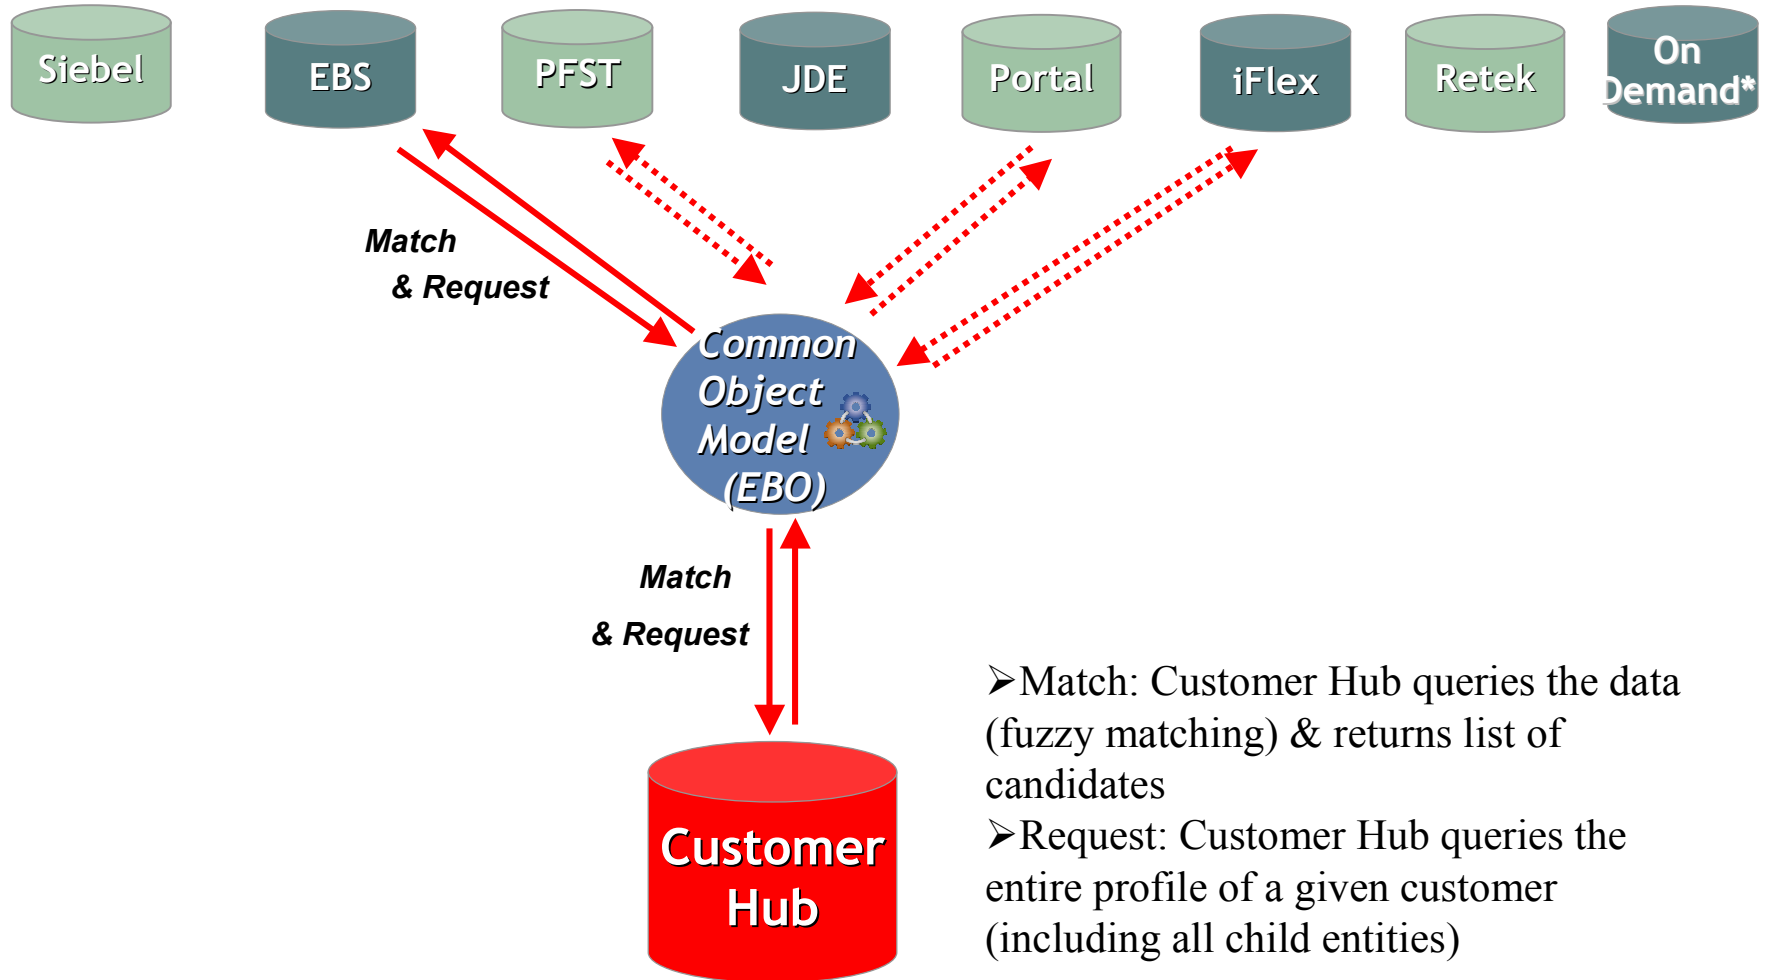 Siebel
EBS
PFST
JDE
Portal
iFlex
Retek
On
Demand*
Match
& Request
Common
Object
Model
(EBO)
Match
& Request
Customer
Hub
➢Match: Customer Hub queries the data
(fuzzy matching) & returns list of
candidates
➢Request: Customer Hub queries the
entire profile of a given customer
(including all child entities)